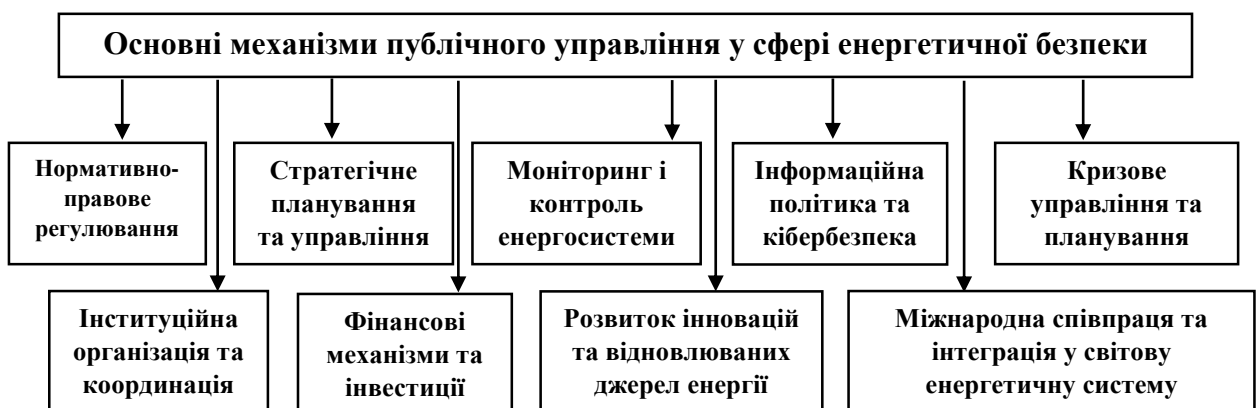 Основні механізми публічного управління у сфері енергетичної безпеки
Нормативно-
правове
регулювання
Стратегічне
планування
та управління
Моніторинг і
контроль
енергосистеми
Інформаційна
політика та
кібербезпека
Кризове
управління та
планування
Інституційна
організація та
координація
Фінансові
механізми та
інвестиції
Розвиток інновацій
та відновлюваних
джерел енергії
Міжнародна співпраця та
інтеграція у світову
енергетичну систему